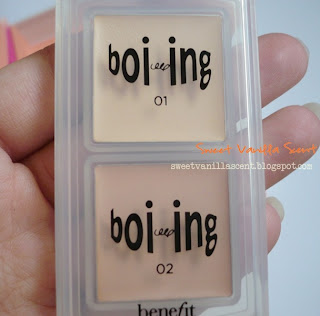 boi-ing
01
Sweet Vanilla Scent
sweetvanillascent.blogspot.com
boi-ing
02
benefit